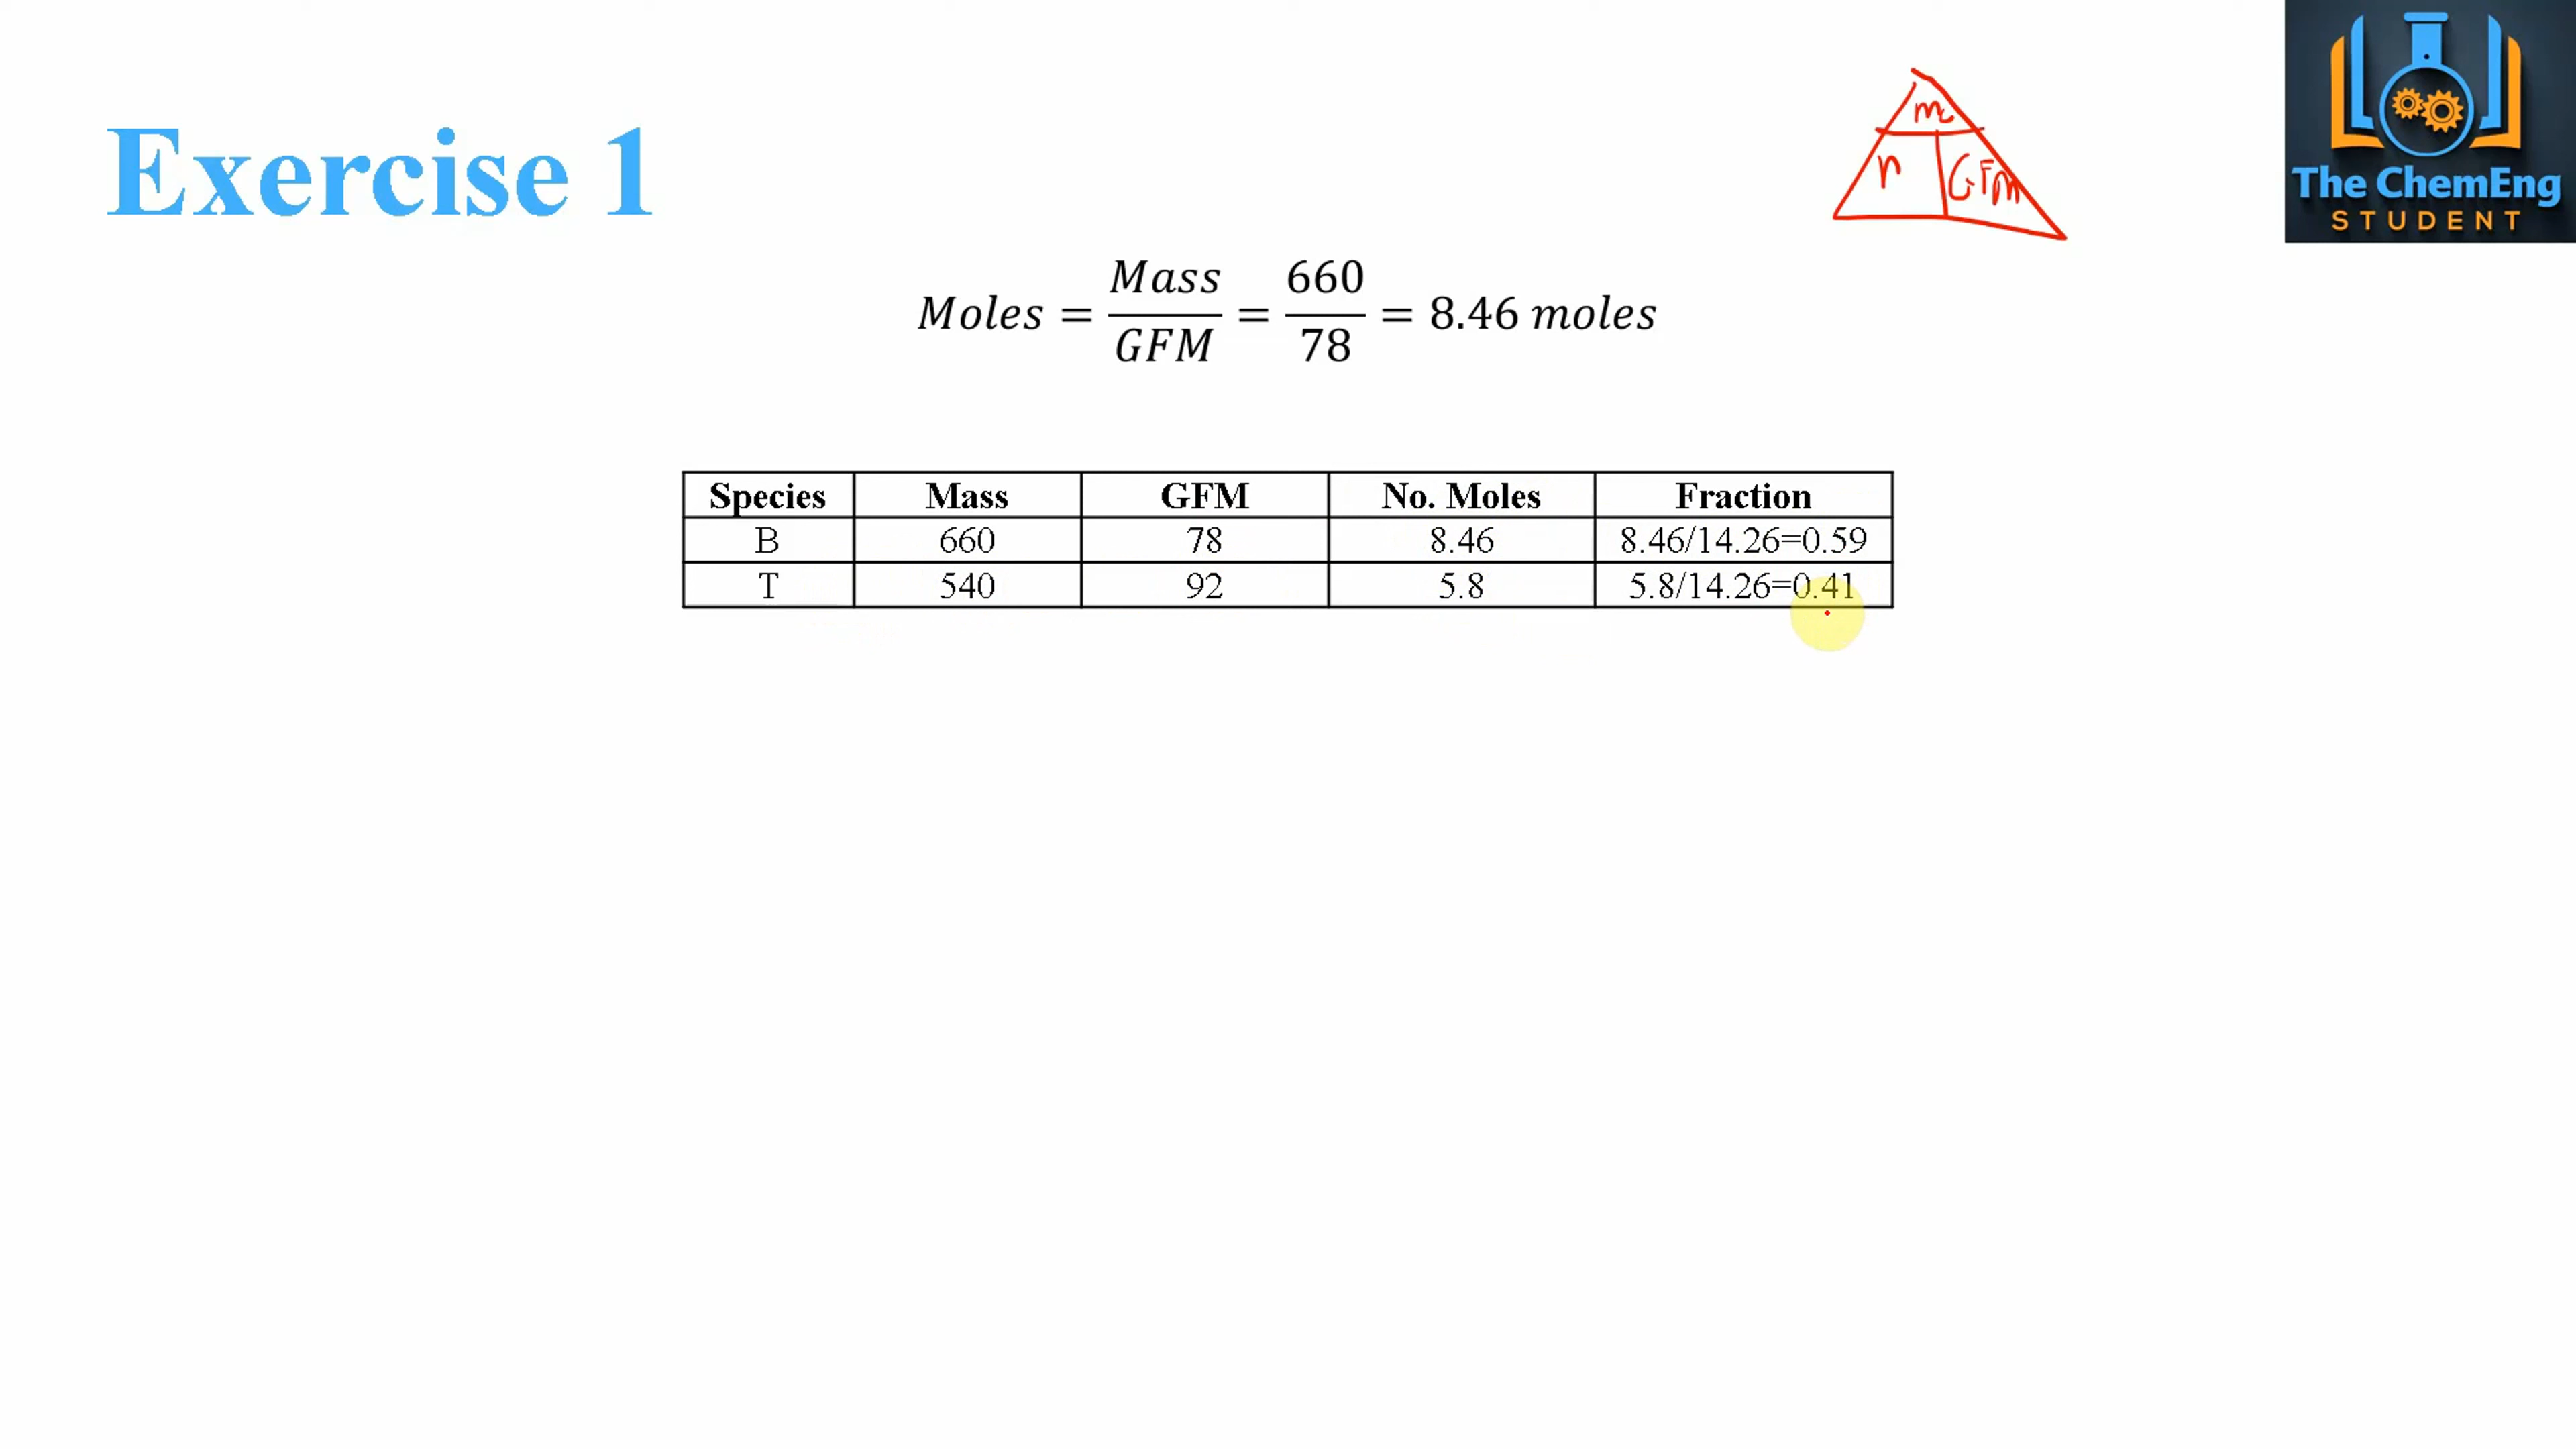 Exercise 1
m
n GFM
The ChemEng
STUDENT
Moles = Mass/GFM = 660/78 = 8.46 moles
Species Mass GFM No. Moles Fraction
B 660 78 8.46 8.46/14.26=0.59
T 540 92 5.8 5.8/14.26=0.41